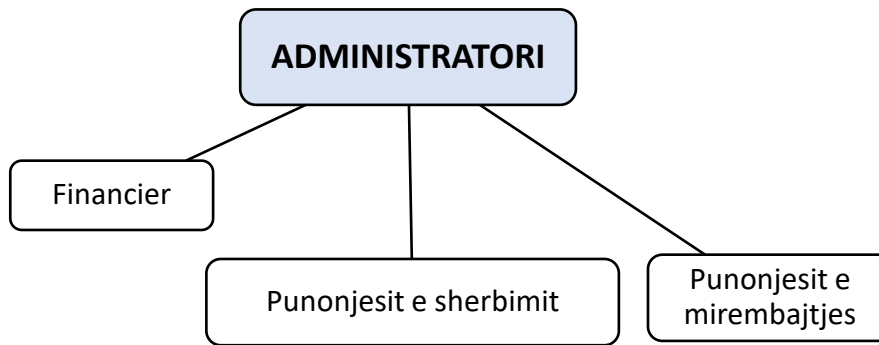 ADMINISTRATORI
Financier
Punonjesit e sherbimit
Punonjesit e
mirembajtjes